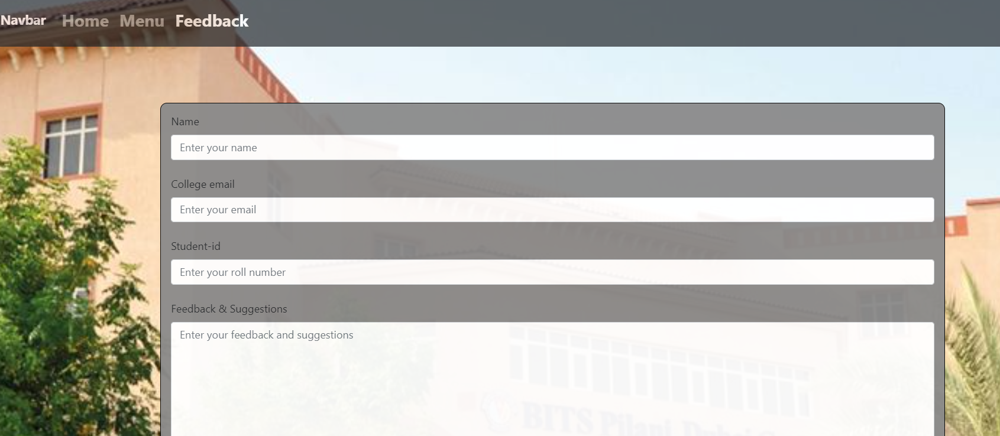 Navbar Home Menu Feedback
Name
Enter your name
College email
Enter your email
Student-id
Enter your roll number
Feedback & Suggestions
Enter your feedback and suggestions
BITS Pilani, Dubai